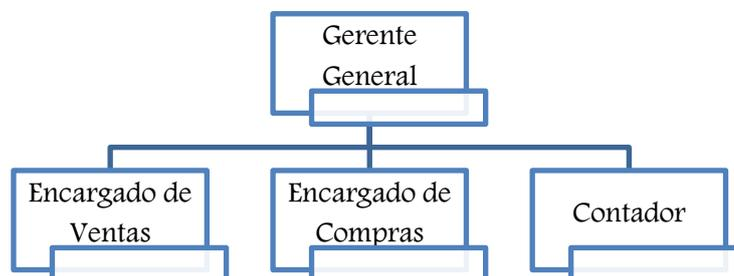 Gerente
General
Encargado de
Ventas
Encargado de
Compras
Contador